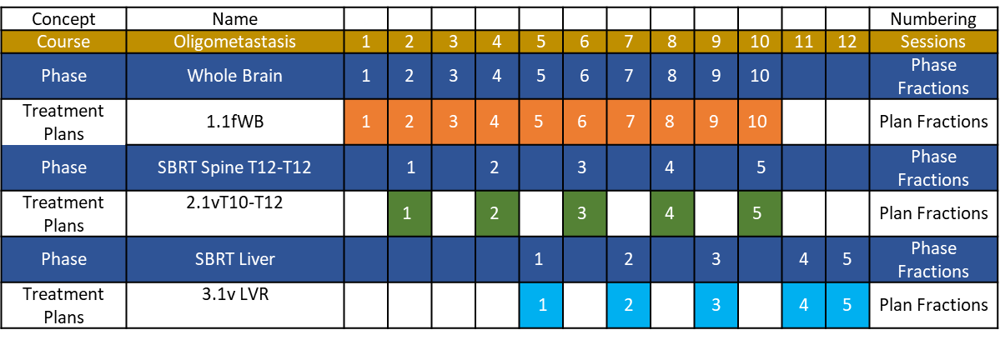 Concept Name Numbering
Course Oligometastasis 1 2 3 4 5 6 7 8 9 10 11 12 Sessions
Phase Whole Brain 1 2 3 4 5 6 7 8 9 10 Phase
Fractions
Treatment
Plans 1.1fWB 1 2 3 4 5 6 7 8 9 10 Plan Fractions
Phase SBRT Spine T12-T12 1 2 3 4 5 Phase
Fractions
Treatment
Plans 2.1vT10-T12 1 2 3 4 5 Plan Fractions
Phase SBRT Liver 1 2 3 4 5 Phase
Fractions
Treatment
Plans 3.1v LVR 1 2 3 4 5 Plan Fractions